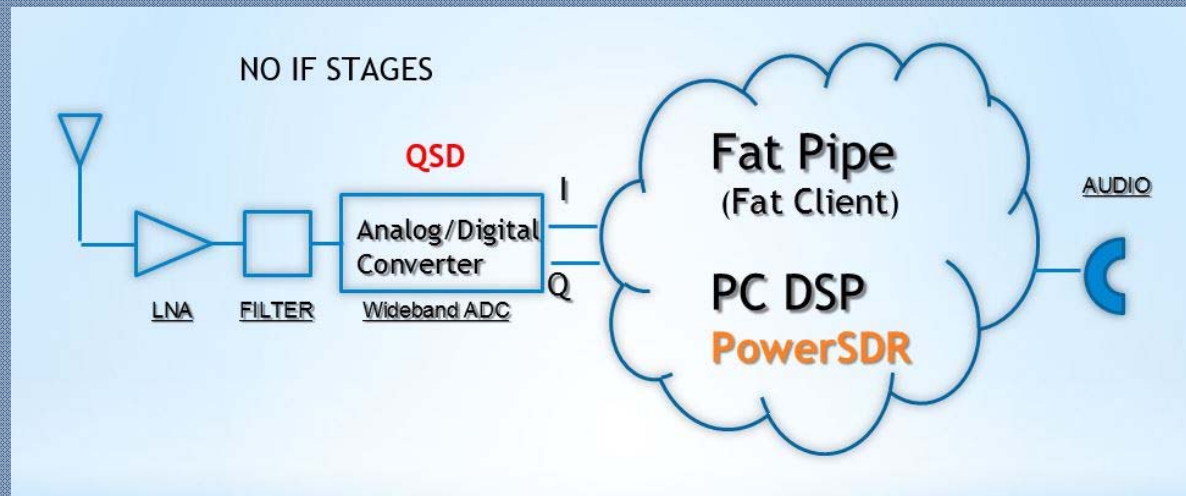 NO IF STAGES
QSD
Analog/Digital
Converter
I
Q
LNA
FILTER
Wideband ADC
Fat Pipe
(Fat Client)
PC DSP
PowerSDR
AUDIO